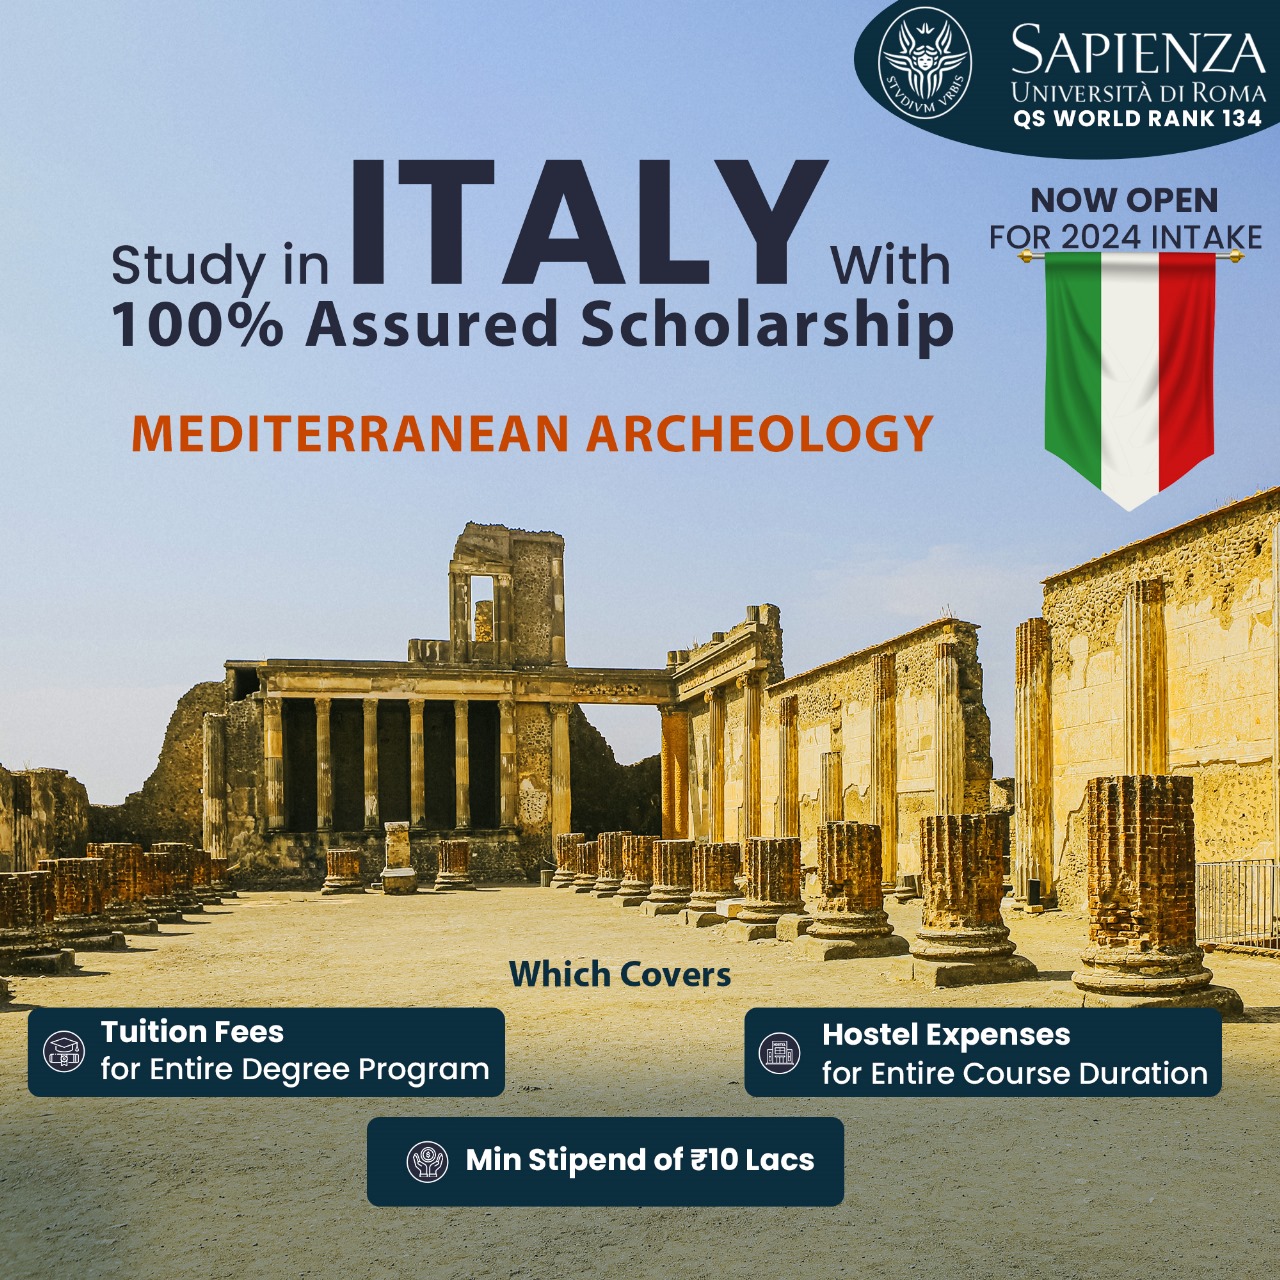 STVDIVM VRBIS
SAPIENZA
UNIVERSITÀ DI ROMA
QS WORLD RANK 134
NOW OPEN
FOR 2024 INTAKE
Study in ITALY With
100% Assured Scholarship
MEDITERRANEAN ARCHEOLOGY
Which Covers
Tuition Fees
for Entire Degree Program
Hostel Expenses
for Entire Course Duration
Min Stipend of ₹10 Lacs